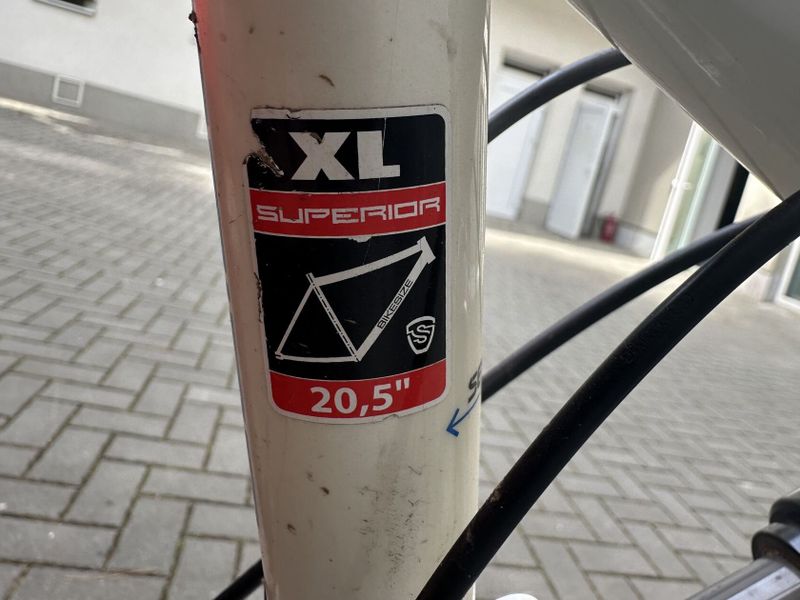 XL
SUPERIOR
BIKESIZE
S
20,5"